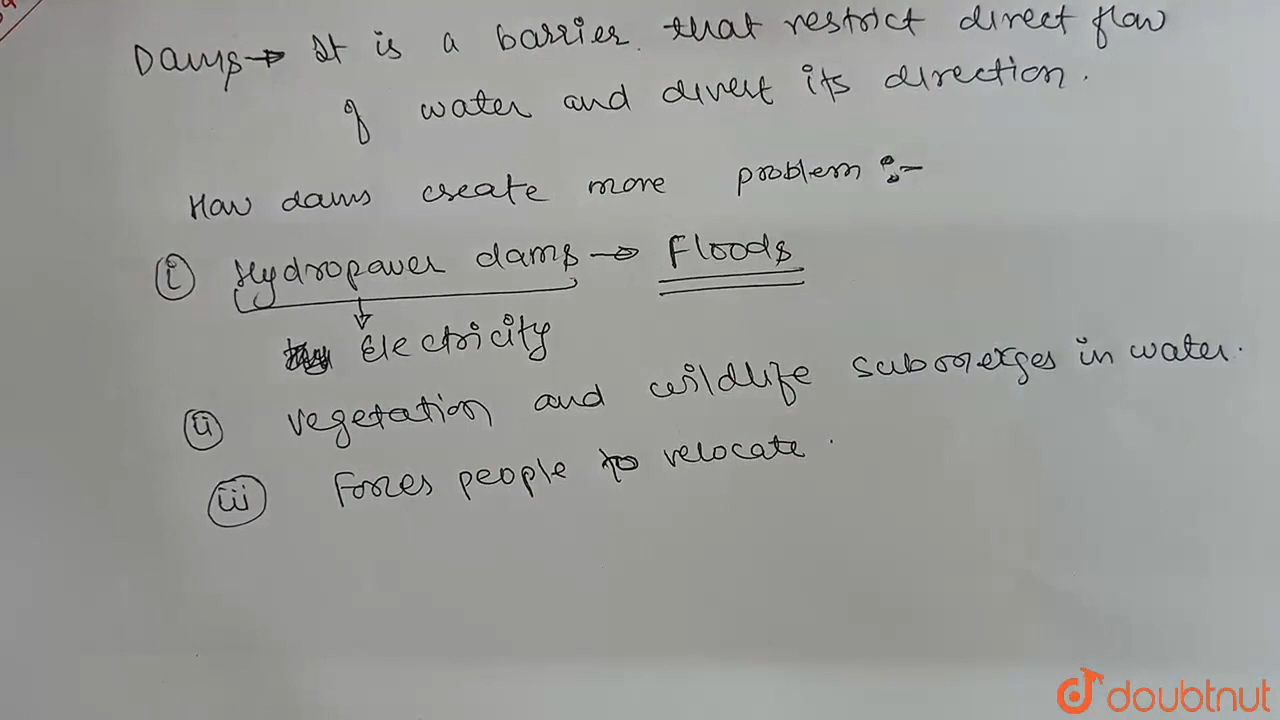 Dams → It is a barrier that restrict direct flow
of water and divert its direction.
How dams create more problem :-
(i) Hydropower dams → Floods
Electricity
(ii) vegetation and wildlife submerges in water.
(iii) Forces people to relocate.
doubtnut